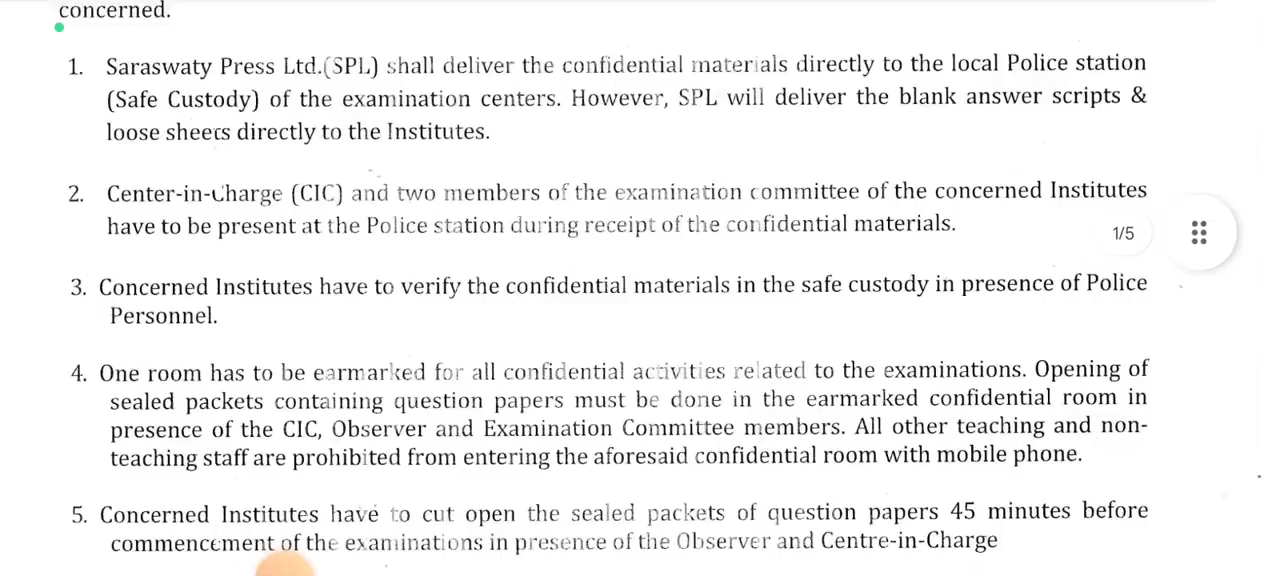 concerned.
1. Saraswaty Press Ltd.(SPL) shall deliver the confidential materials directly to the local Police station
(Safe Custody) of the examination centers. However, SPL will deliver the blank answer scripts &
loose sheets directly to the Institutes.
2. Center-in-Charge (CIC) and two members of the examination committee of the concerned Institutes
have to be present at the Police station during receipt of the confidential materials.
1/5
3. Concerned Institutes have to verify the confidential materials in the safe custody in presence of Police
Personnel.
4. One room has to be earmarked for all confidential activities related to the examinations. Opening of
sealed packets containing question papers must be done in the earmarked confidential room in
presence of the CIC, Observer and Examination Committee members. All other teaching and non-
teaching staff are prohibited from entering the aforesaid confidential room with mobile phone.
5. Concerned Institutes have to cut open the sealed packets of question papers 45 minutes before
commencement of the examinations in presence of the Observer and Centre-in-Charge